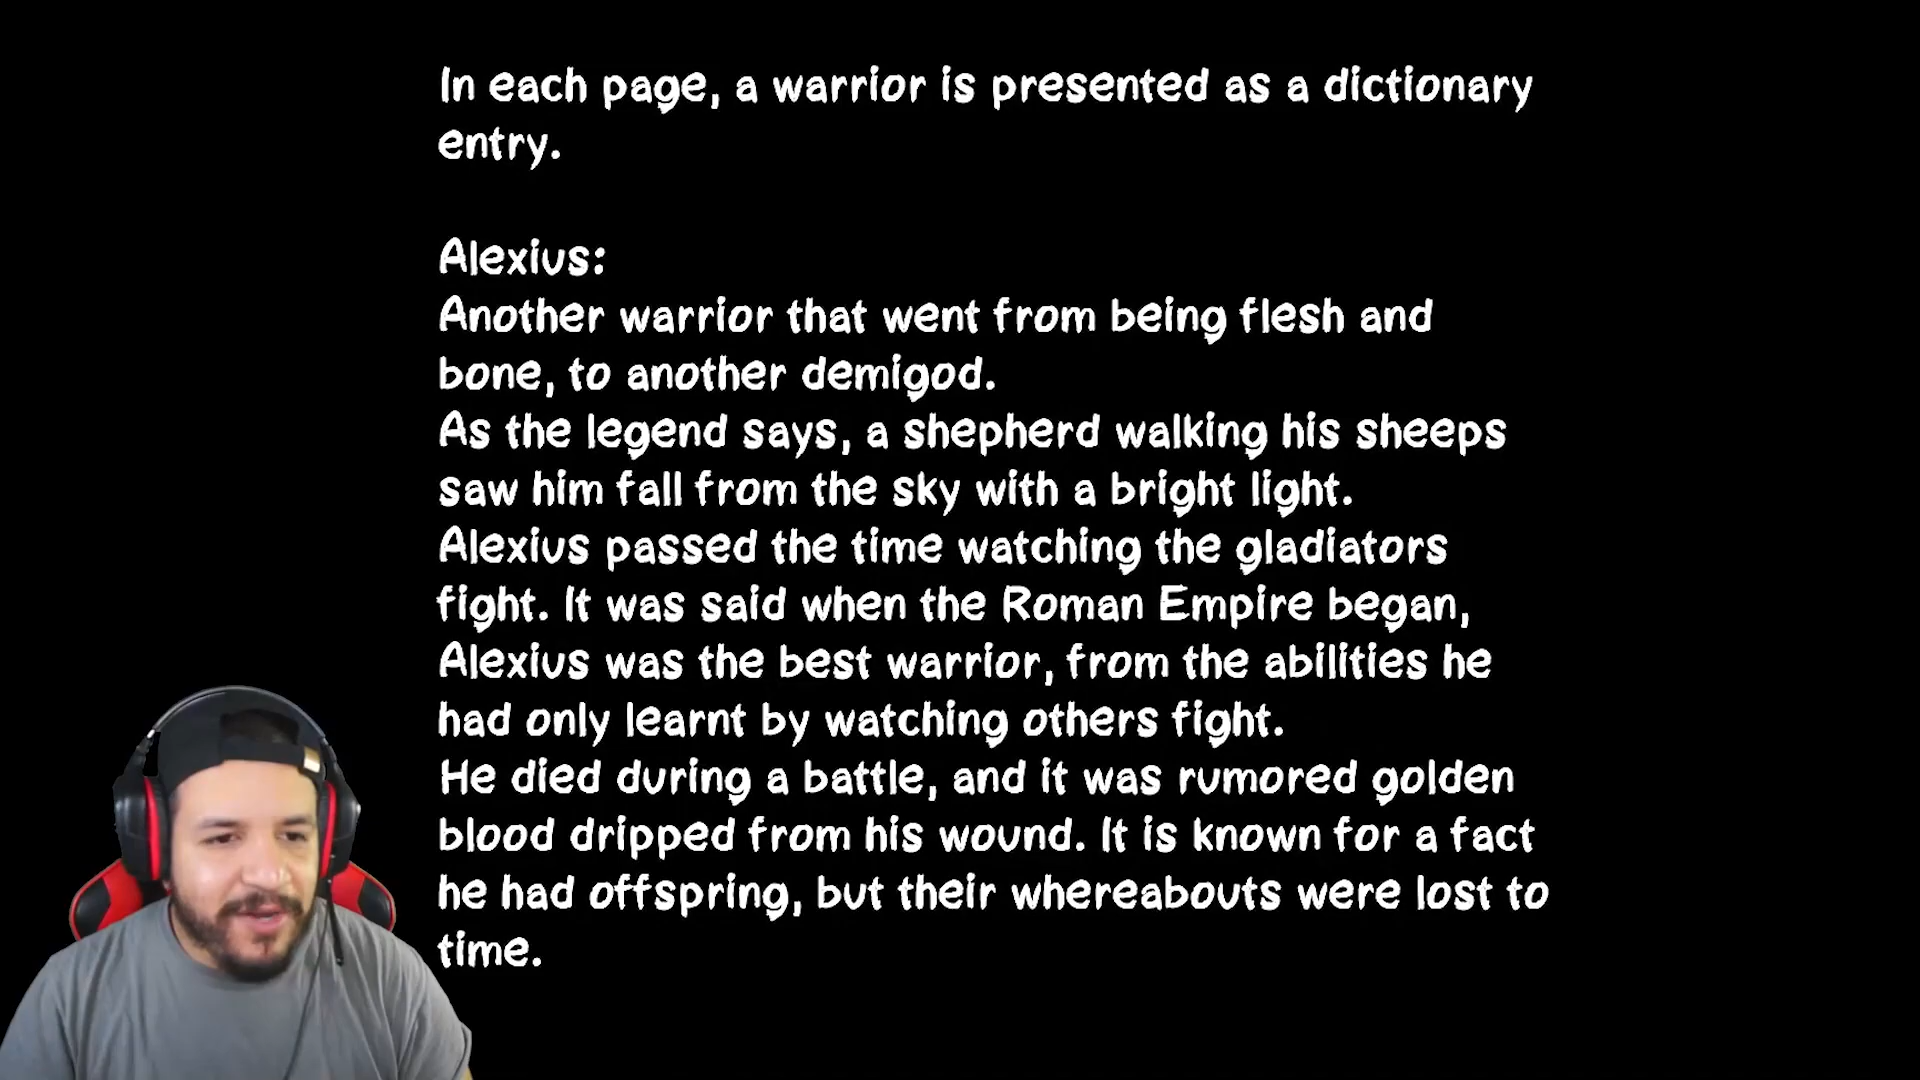 In each page, a warrior is presented as a dictionary
entry.
Alexius:
Another warrior that went from being flesh and
bone, to another demigod.
As the legend says, a shepherd walking his sheeps
saw him fall from the sky with a bright light.
Alexius passed the time watching the gladiators
fight. It was said when the Roman Empire began,
Alexius was the best warrior, from the abilities he
had only learnt by watching others fight.
He died during a battle, and it was rumored golden
blood dripped from his wound. It is known for a fact
he had offspring, but their whereabouts were lost to
time.